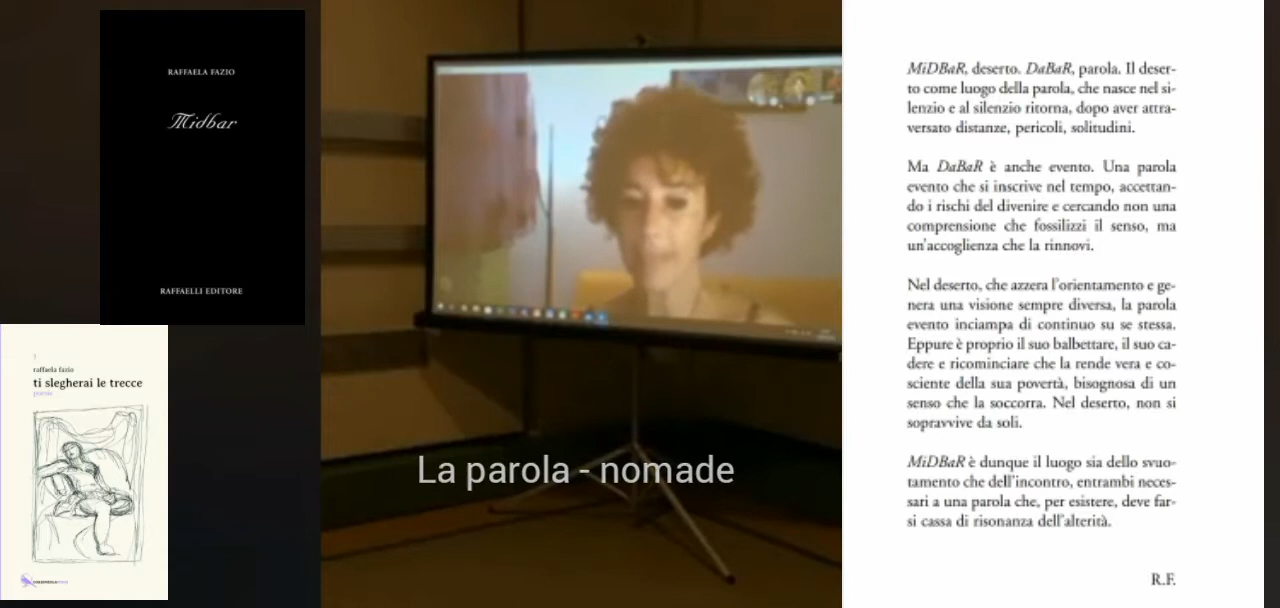 RAFFAELA FAZIO
Midbar
RAFFAELLI EDITORE
raffaela fazio
ti slegherai le trecce
poesie
La parola - nomade
MiDBaR, deserto. DaBaR, parola. Il deser-
to come luogo della parola, che nasce nel si-
lenzio e al silenzio ritorna, dopo aver attra-
versato distanze, pericoli, solitudini.
Ma DaBaR è anche evento. Una parola
evento che si inscrive nel tempo, accettan-
do i rischi del divenire e cercando non una
comprensione che fossilizzi il senso, ma
un'accoglienza che la rinnovi.
Nel deserto, che azzera l'orientamento e ge-
nera una visione sempre diversa, la parola
evento inciampa di continuo su se stessa.
Eppure è proprio il suo balbettare, il suo ca-
dere e ricominciare che la rende vera e co-
sciente della sua povertà, bisognosa di un
senso che la soccorra. Nel deserto, non si
sopravvive da soli.
MiDBaR è dunque il luogo sia dello svuo-
tamento che dell'incontro, entrambi neces-
sari a una parola che, per esistere, deve far-
si cassa di risonanza dell'alterità.
R.F.